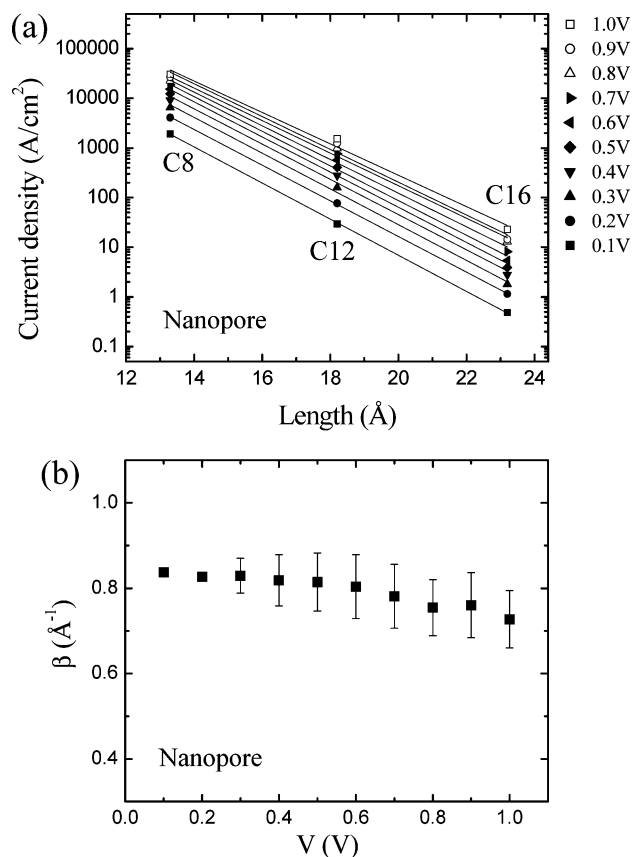 (a)
Current density (A/cm²)
100000
10000
1000
100
10
1
0.1
C8
C12
C16
Nanopore
12 14 16 18 20 22 24
Length (Å)
1.0V
0.9V
0.8V
0.7V
0.6V
0.5V
0.4V
0.3V
0.2V
0.1V
(b)
β (Å⁻¹)
1.0
0.8
0.6
0.4
Nanopore
0.0 0.2 0.4 0.6 0.8 1.0
V (V)